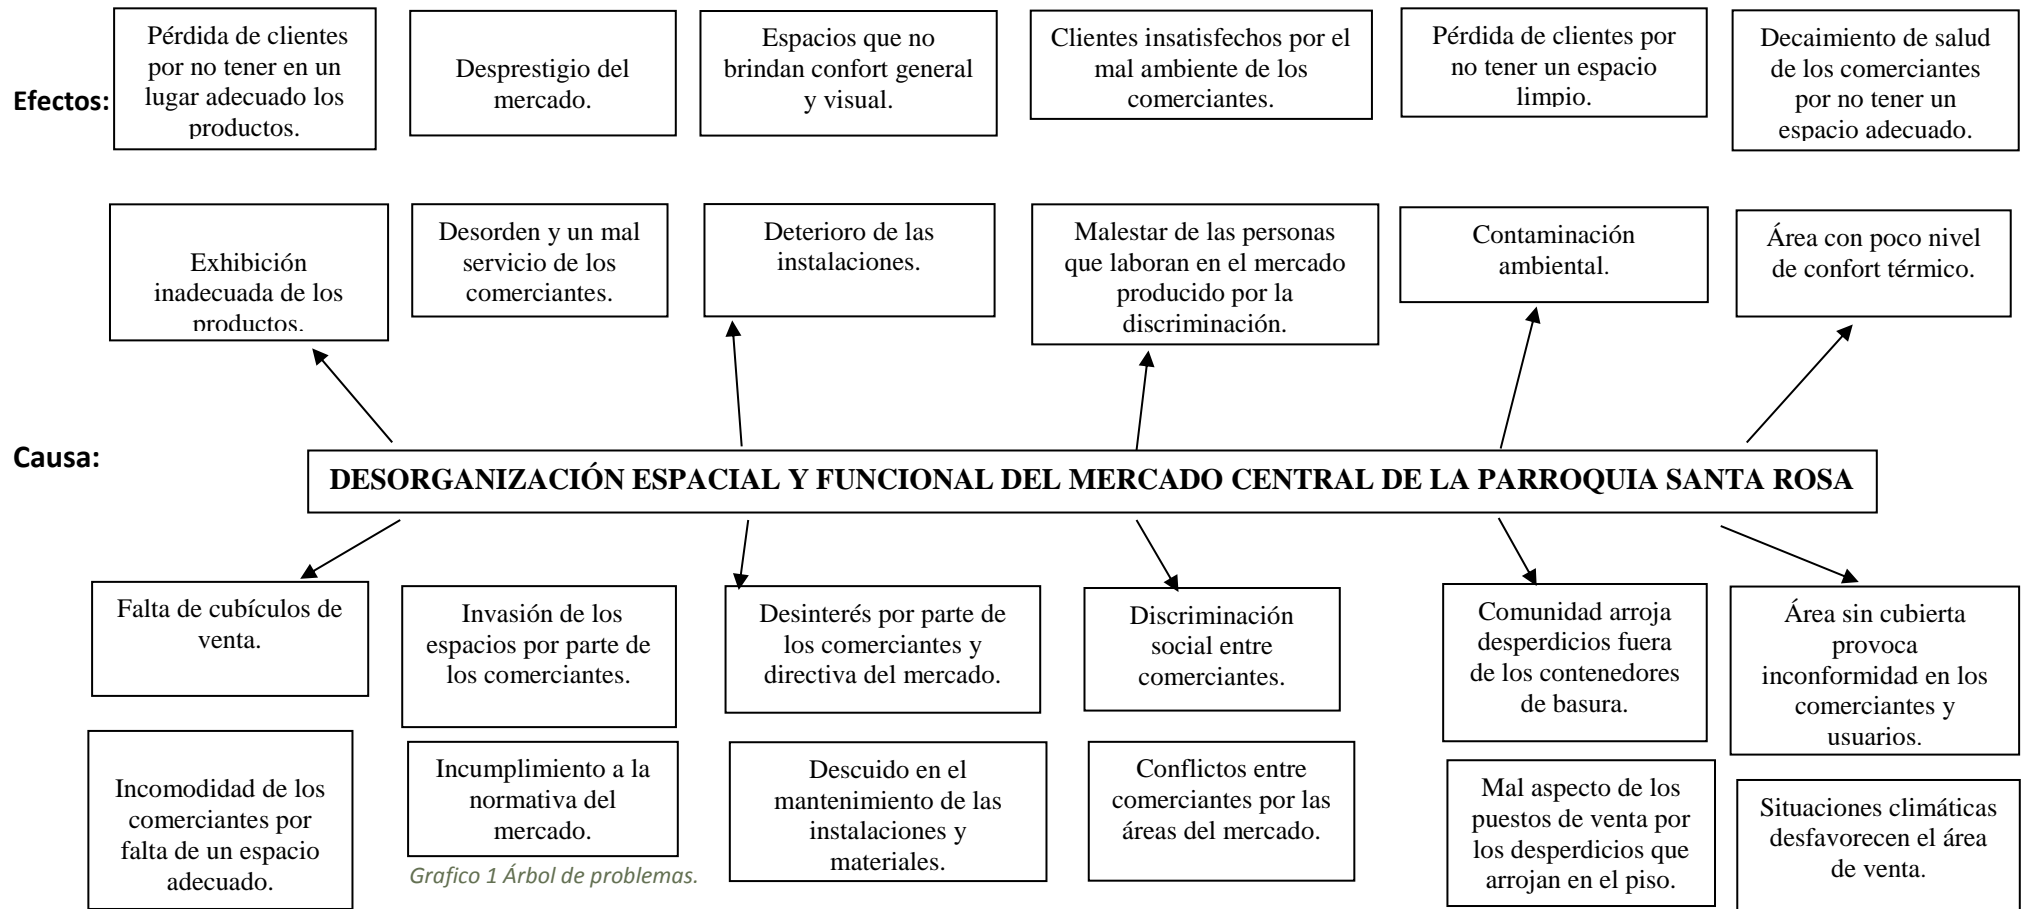 Efectos:
Pérdida de clientes
por no tener en un
lugar adecuado los
productos.
Desprestigio del
mercado.
Espacios que no
brindan confort general
y visual.
Clientes insatisfechos por el
mal ambiente de los
comerciantes.
Pérdida de clientes por
no tener un espacio
limpio.
Decaimiento de salud
de los comerciantes
por no tener un
espacio adecuado.
Exhibición
inadecuada de los
productos.
Desorden y un mal
servicio de los
comerciantes.
Deterioro de las
instalaciones.
Malestar de las personas
que laboran en el mercado
producido por la
discriminación.
Contaminación
ambiental.
Área con poco nivel
de confort térmico.
Causa:
DESORGANIZACIÓN ESPACIAL Y FUNCIONAL DEL MERCADO CENTRAL DE LA PARROQUIA SANTA ROSA
Falta de cubículos de
venta.
Invasión de los
espacios por parte de
los comerciantes.
Desinterés por parte de
los comerciantes y
directiva del mercado.
Discriminación
social entre
comerciantes.
Comunidad arroja
desperdicios fuera
de los contenedores
de basura.
Área sin cubierta
provoca
inconformidad en los
comerciantes y
usuarios.
Incomodidad de los
comerciantes por
falta de un espacio
adecuado.
Incumplimiento a la
normativa del
mercado.
Descuido en el
mantenimiento de las
instalaciones y
materiales.
Conflictos entre
comerciantes por las
áreas del mercado.
Mal aspecto de los
puestos de venta por
los desperdicios que
arrojan en el piso.
Situaciones climáticas
desfavorecen el área
de venta.
Grafico 1 Árbol de problemas.